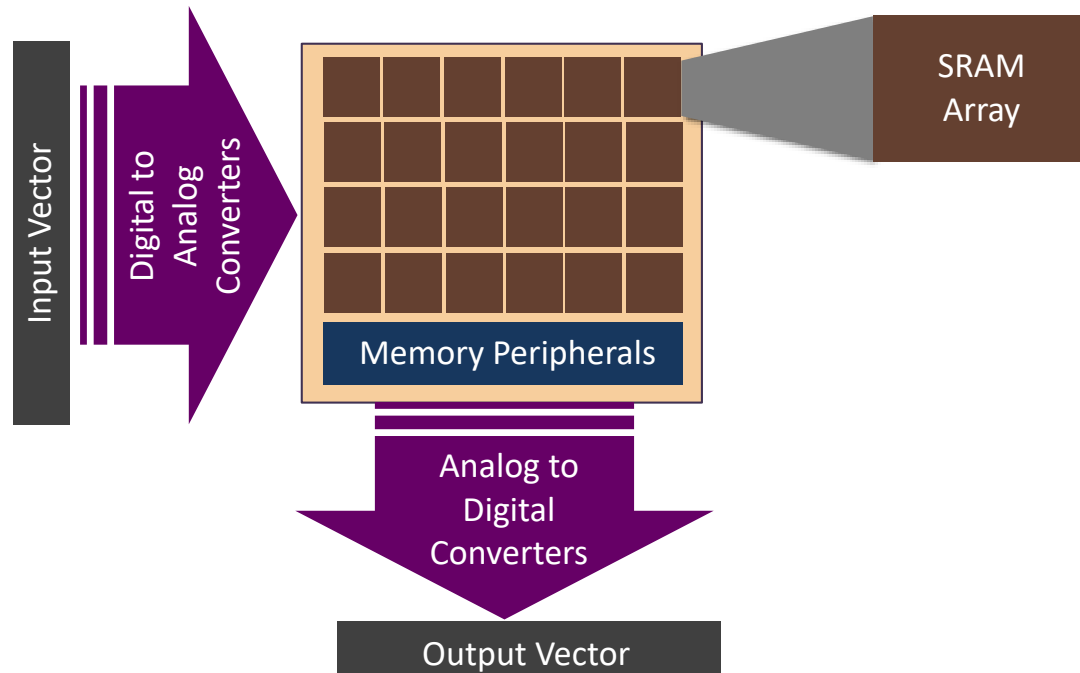 Input Vector
Digital to
Analog
Converters
SRAM
Array
Memory Peripherals
Analog to
Digital
Converters
Output Vector